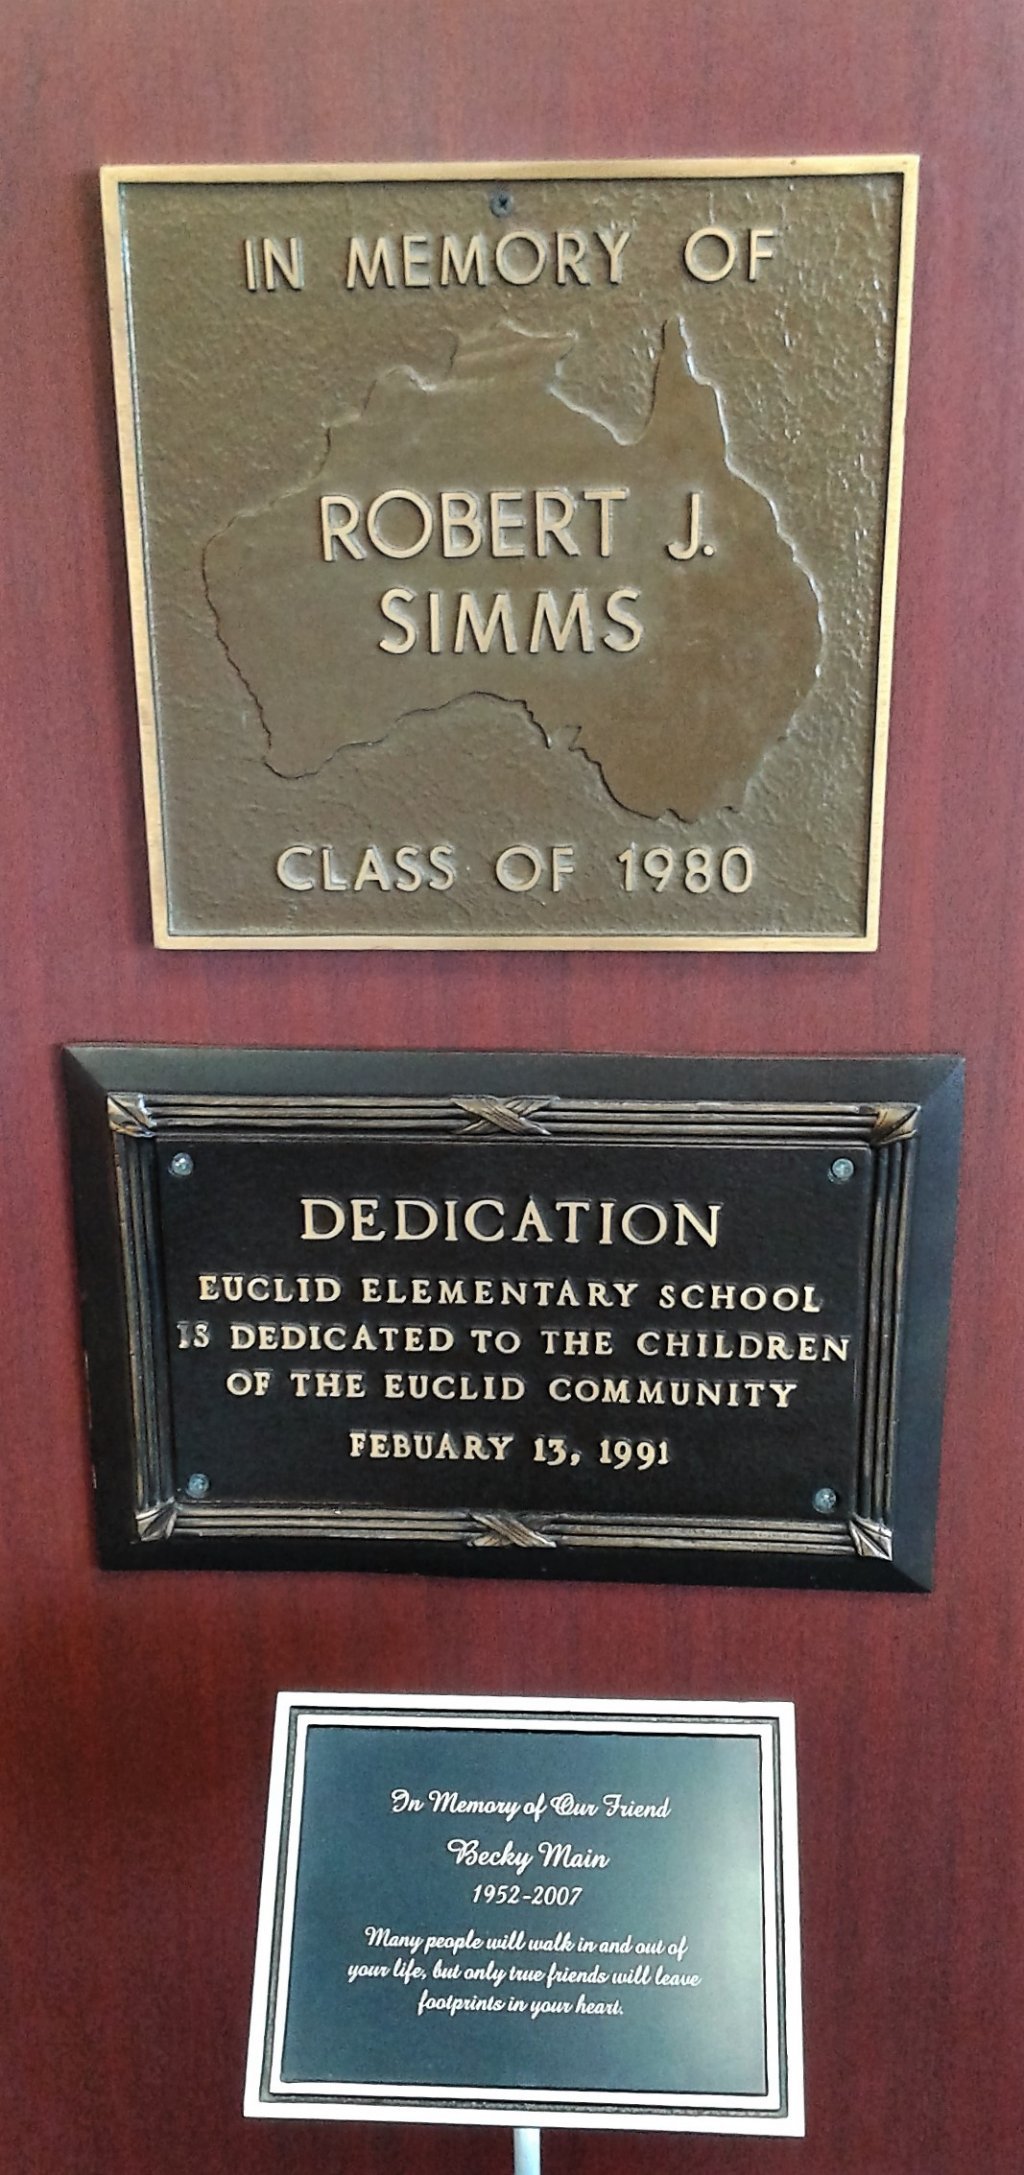 IN MEMORY OF
ROBERT J.
SIMMS
CLASS OF 1980
DEDICATION
EUCLID ELEMENTARY SCHOOL
IS DEDICATED TO THE CHILDREN
OF THE EUCLID COMMUNITY
FEBUARY 13, 1991
In Memory of Our Friend
Becky Main
1952-2007
Many people will walk in and out of
your life, but only true friends will leave
footprints in your heart.